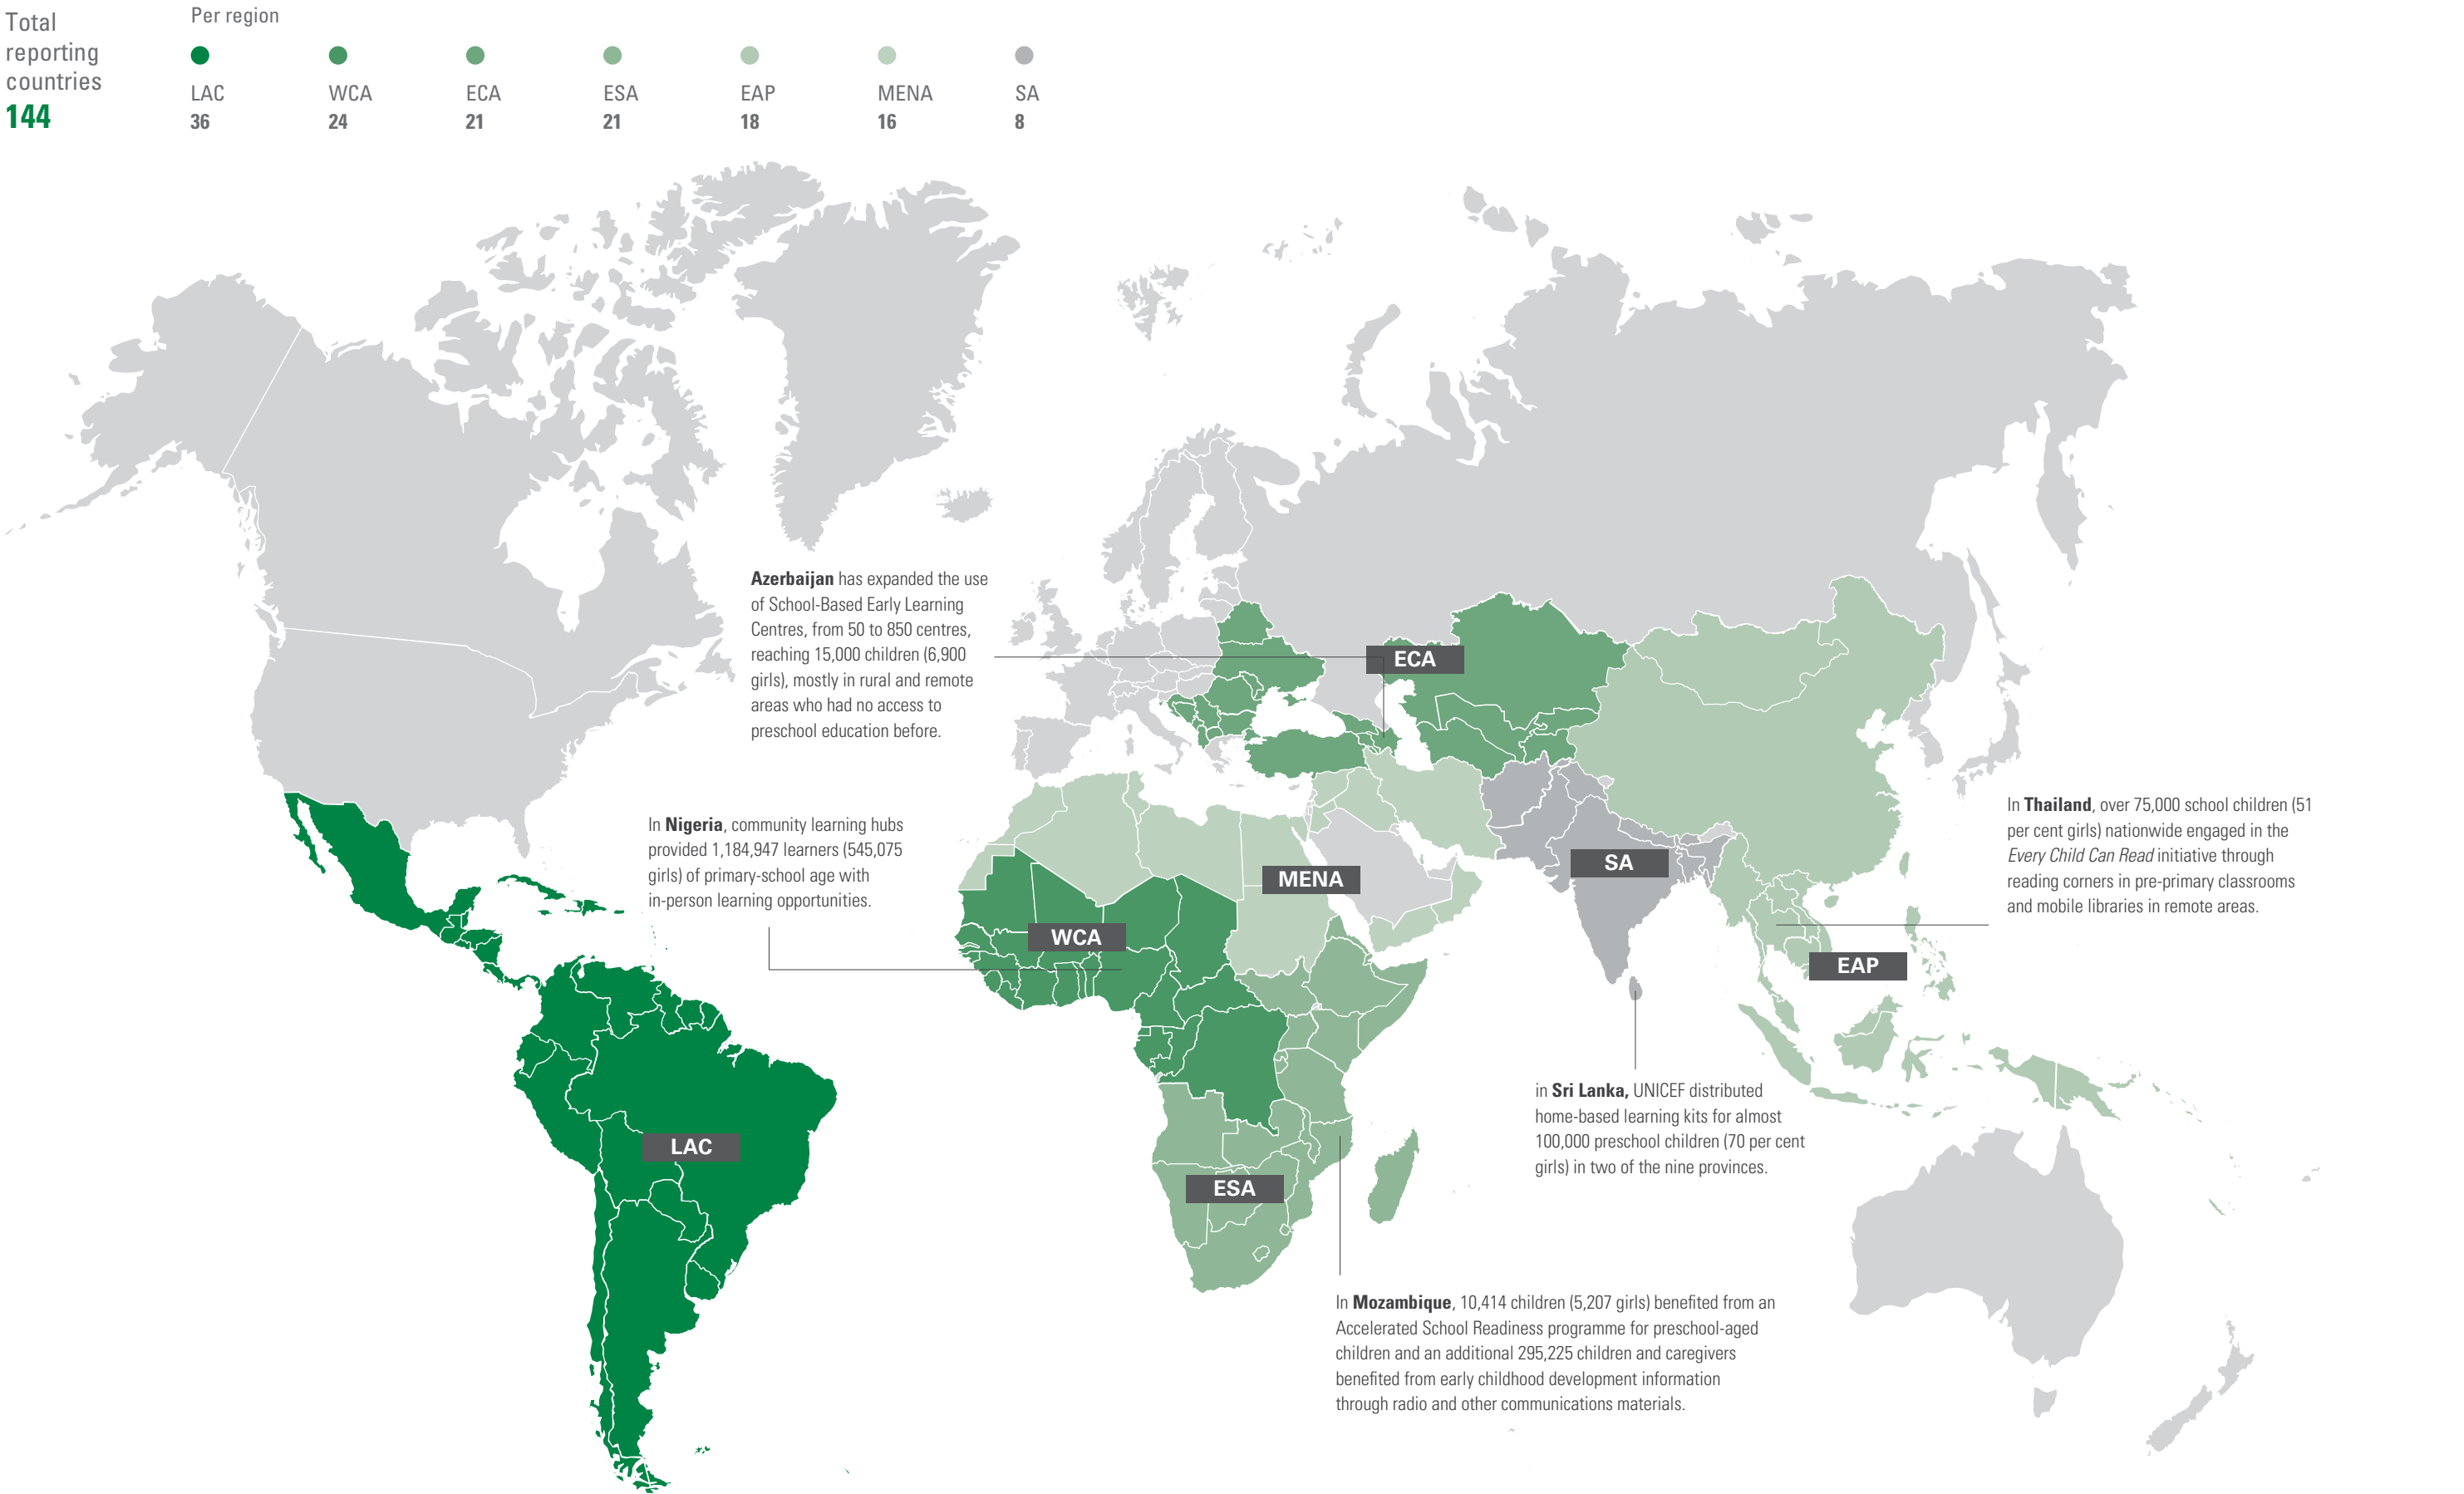 Total
reporting
countries
144
Per region
LAC
36
WCA
24
ECA
21
ESA
21
EAP
18
MENA
16
SA
8
Azerbaijan has expanded the use
of School-Based Early Learning
Centres, from 50 to 850 centres,
reaching 15,000 children (6,900
girls), mostly in rural and remote
areas who had no access to
preschool education before.
In Nigeria, community learning hubs
provided 1,184,947 learners (545,075
girls) of primary-school age with
in-person learning opportunities.
In Thailand, over 75,000 school children (51
per cent girls) nationwide engaged in the
Every Child Can Read initiative through
reading corners in pre-primary classrooms
and mobile libraries in remote areas.
in Sri Lanka, UNICEF distributed
home-based learning kits for almost
100,000 preschool children (70 per cent
girls) in two of the nine provinces.
In Mozambique, 10,414 children (5,207 girls) benefited from an
Accelerated School Readiness programme for preschool-aged
children and an additional 295,225 children and caregivers
benefited from early childhood development information
through radio and other communications materials.
ECA
SA
MENA
WCA
EAP
LAC
ESA